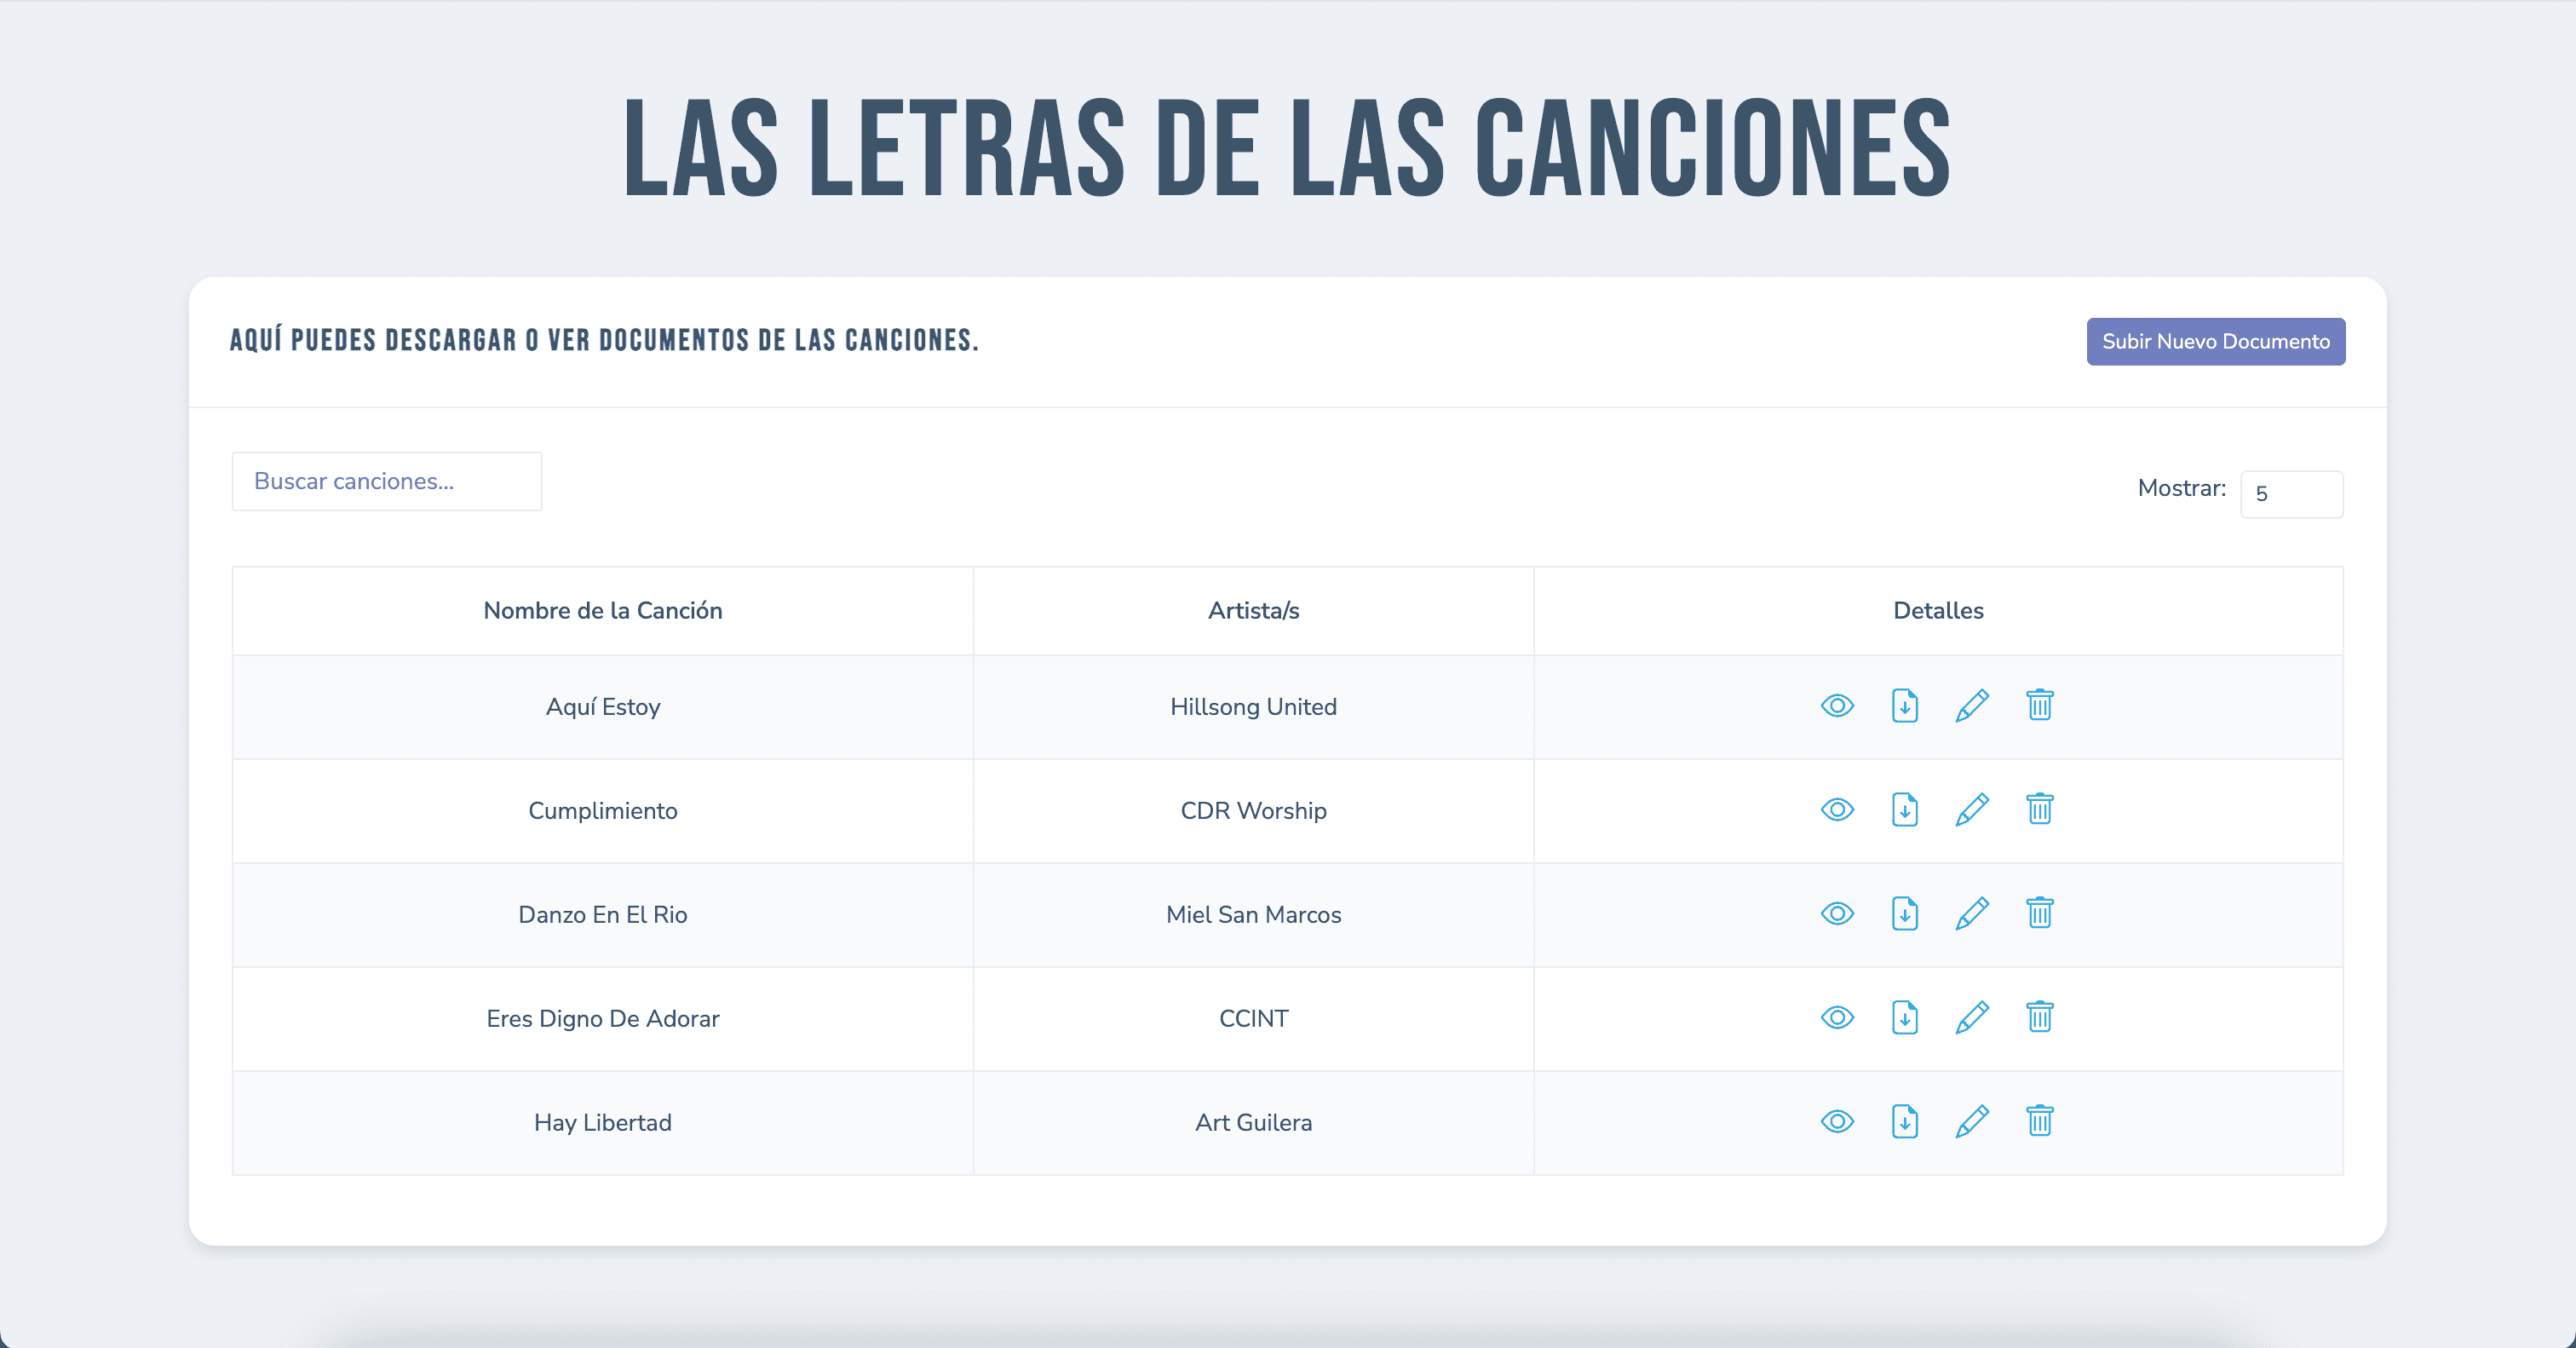 LAS LETRAS DE LAS CANCIONES
AQUÍ PUEDES DESCARGAR O VER DOCUMENTOS DE LAS CANCIONES.
Subir Nuevo Documento
Buscar canciones...
Mostrar: 5
Nombre de la Canción Artista/s Detalles
Aquí Estoy Hillsong United
Cumplimiento CDR Worship
Danzo En El Rio Miel San Marcos
Eres Digno De Adorar CCINT
Hay Libertad Art Guilera